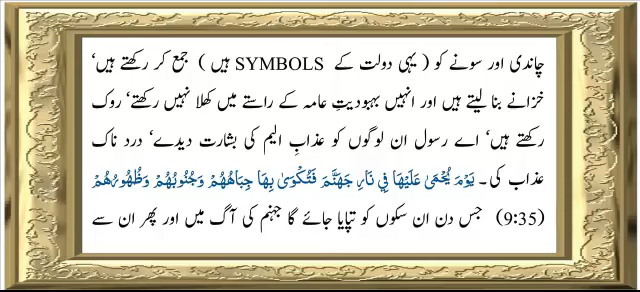 چاندی اور سونے کو ( یہی دولت کے SYMBOLS ہیں ) جمع کر رکھتے ہیں‘
خزانے بنا لیتے ہیں اور انہیں بہبودیتِ عامہ کے راستے میں کھلا نہیں رکھتے‘ روک
رکھتے ہیں‘ اے رسول ان لوگوں کو عذابِ الیم کی بشارت دیدے‘ درد ناک
عذاب کی۔ يَوْمَ يُحْمَىٰ عَلَيْهَا فِي نَارِ جَهَنَّمَ فَتُكْوَىٰ بِهَا جِبَاهُهُمْ وَجُنُوبُهُمْ وَظُهُورُهُمْ
(9:35) جس دن ان سکوں کو تپایا جائے گا جہنم کی آگ میں اور پھر ان سے